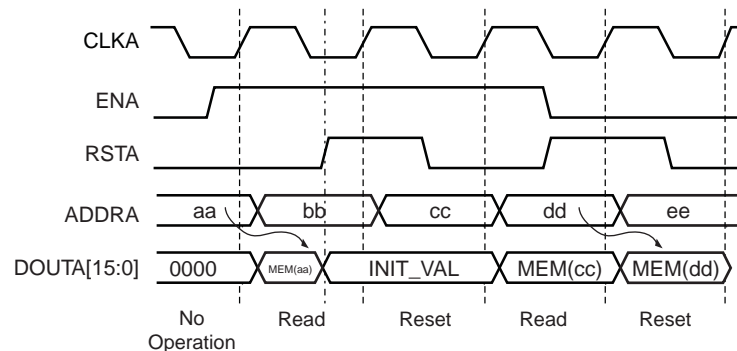 CLKA
ENA
RSTA
ADDRA aa bb cc dd ee
DOUTA[15:0] 0000 MEM(aa) INIT_VAL MEM(cc) MEM(dd)
No Operation Read Reset Read Reset